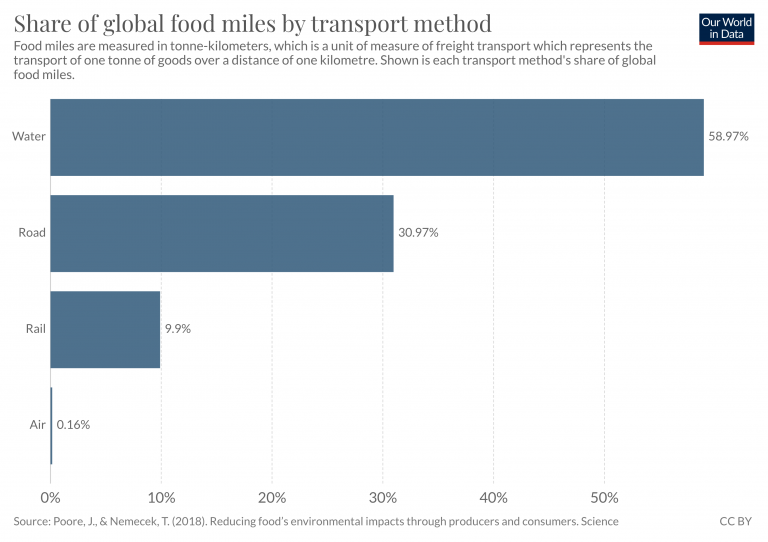 Share of global food miles by transport method
Our World
in Data
Food miles are measured in tonne-kilometers, which is a unit of measure of freight transport which represents the
transport of one tonne of goods over a distance of one kilometre. Shown is each transport method's share of global
food miles.
Water
58.97%
Road
30.97%
Rail
9.9%
Air
0.16%
0%
10%
20%
30%
40%
50%
Source: Poore, J., & Nemecek, T. (2018). Reducing food's environmental impacts through producers and consumers. Science
CC BY